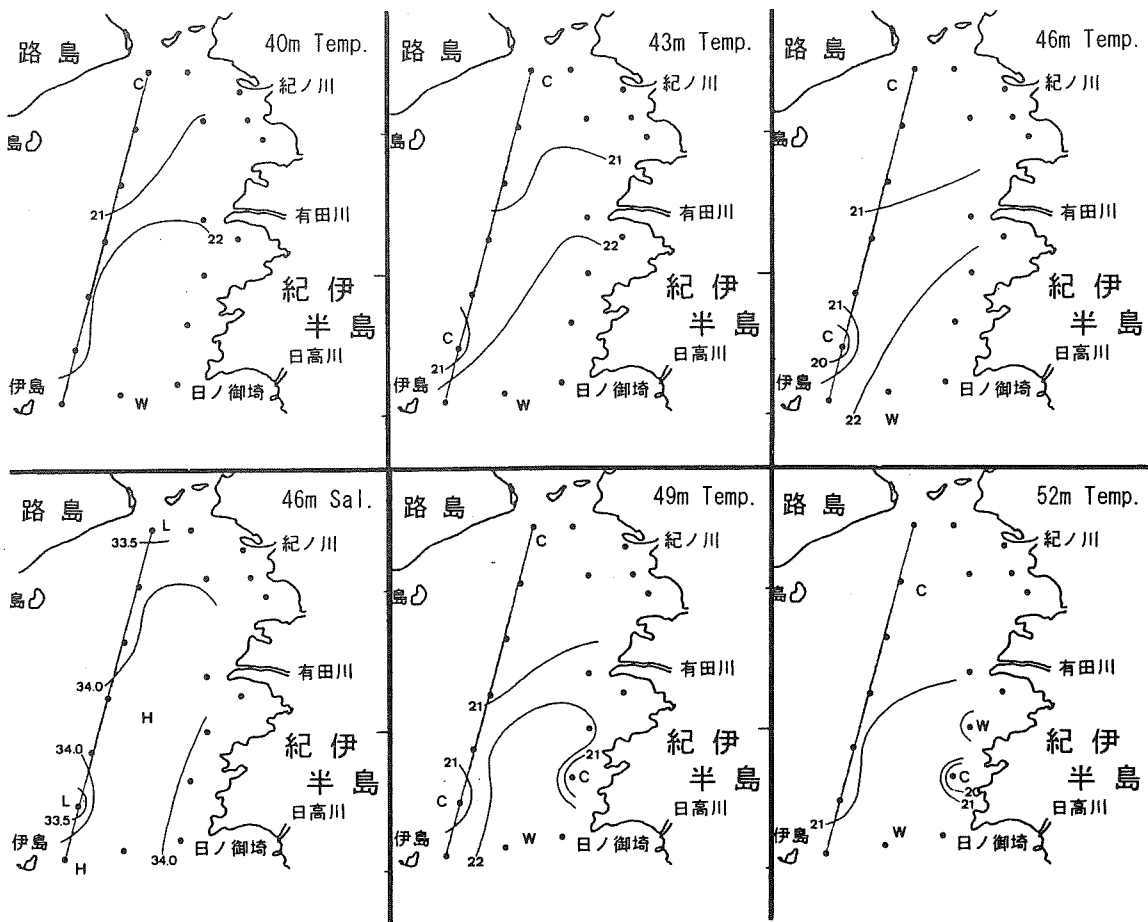 40m Temp.
路島
C
紀ノ川
島
21
有田川
22
紀伊
半島
日高川
伊島
日ノ御埼
W
43m Temp.
C
紀ノ川
島
21
有田川
22
紀伊
半島
日高川
C
21
伊島
日ノ御埼
W
46m Temp.
C
紀ノ川
島
21
有田川
紀伊
21
半島
C
日高川
20
伊島
日ノ御埼
W
22
46m Sal.
路島
L
33.5
紀ノ川
島
有田川
34.0
H
紀伊
34.0
半島
L
日高川
33.5
伊島
日ノ御埼
34.0
H
49m Temp.
路島
C
紀ノ川
島
有田川
21
紀伊
21
21
半島
C
C
日高川
伊島
日ノ御埼
W
22
52m Temp.
路島
紀ノ川
C
島
有田川
W
紀伊
半島
C
20
21
日高川
21
伊島
日ノ御埼
W